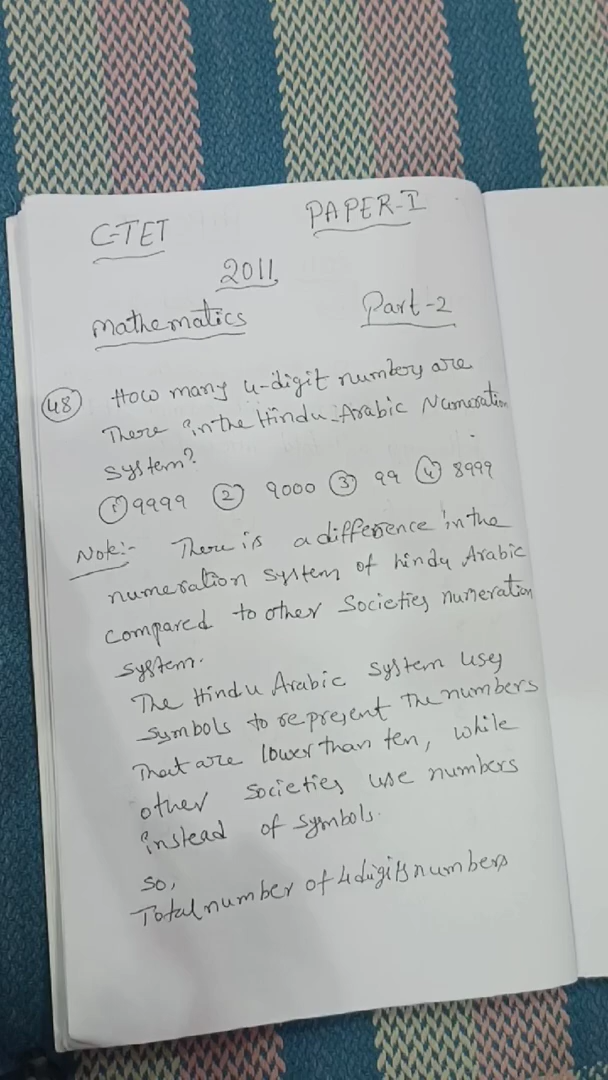 C-TET PAPER-I
2011
Mathematics Part-2
48 How many 4-digit numbers are
There in the Hindu-Arabic Numeration
system?
① 9999 ② 9000 ③ 99 ④ 8999
Note:- There is a difference in the
numeration system of hindu Arabic
compared to other Societies numeration
system.
The Hindu Arabic system uses
symbols to represent The numbers
That are lower than ten, while
other Societies use numbers
instead of symbols.
So,
Total number of 4 digits numbers